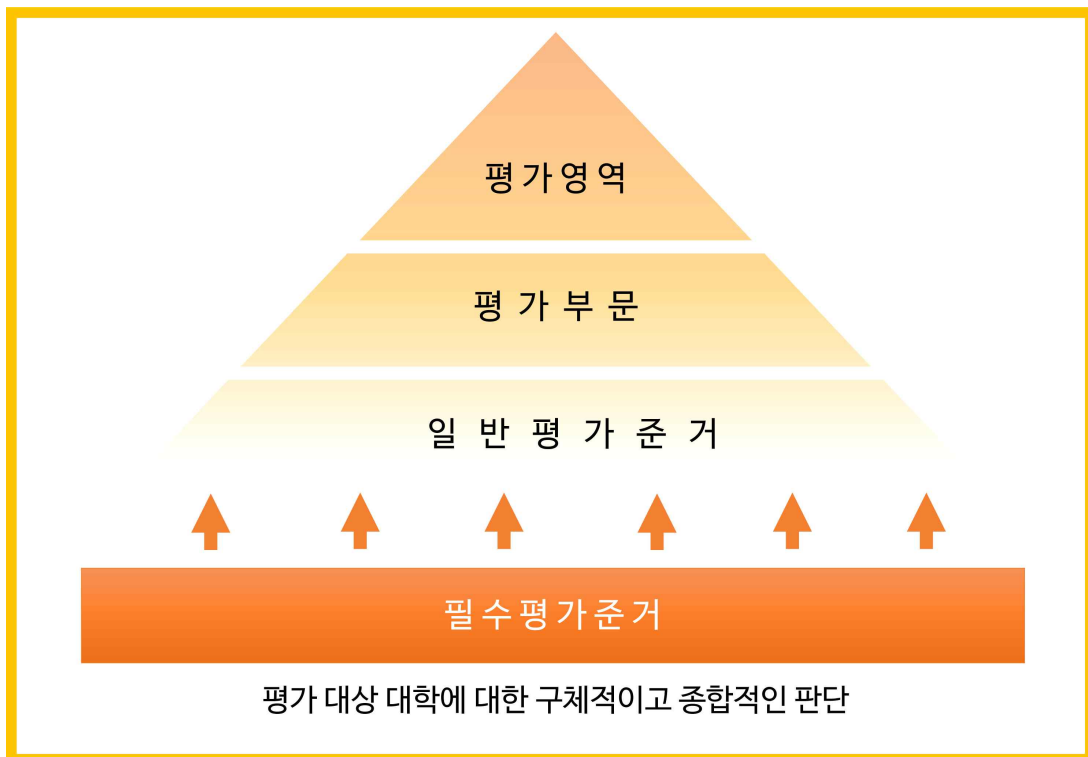 평가영역
평가부문
일반평가준거
필수평가준거
평가 대상 대학에 대한 구체적이고 종합적인 판단